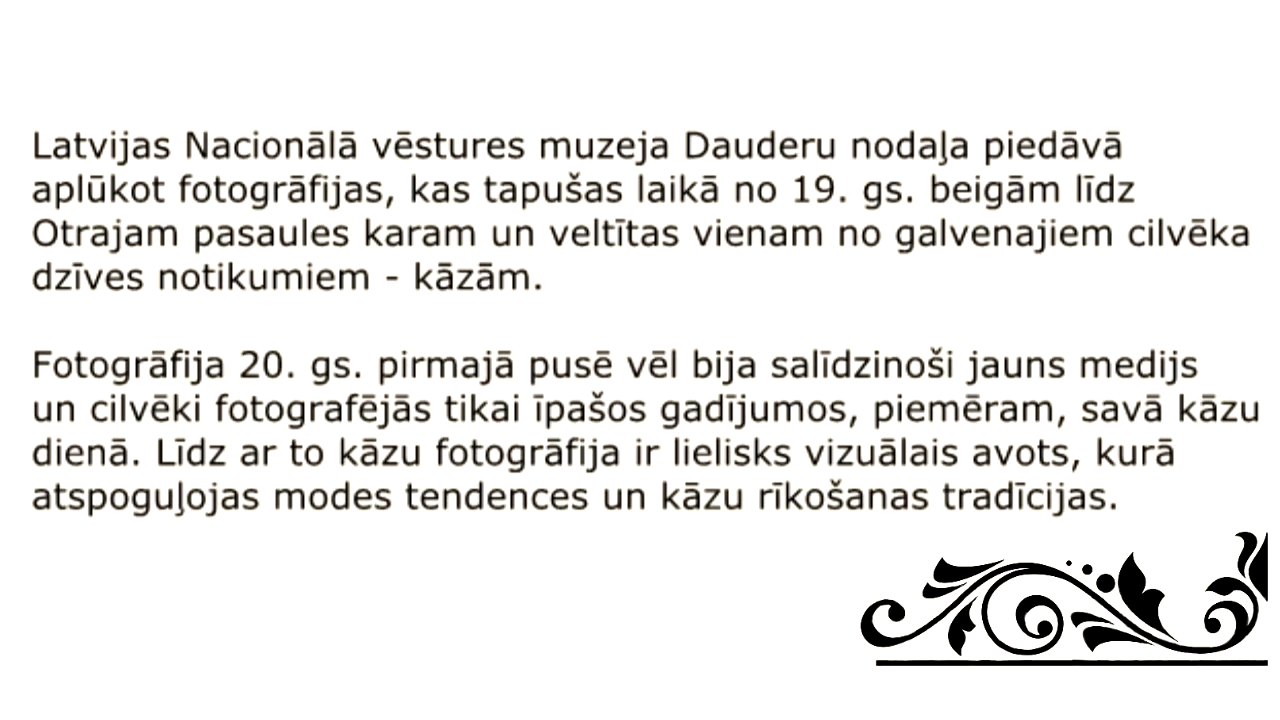 Latvijas Nacionālā vēstures muzeja Dauderu nodaļa piedāvā
aplūkot fotogrāfijas, kas tapušas laikā no 19. gs. beigām līdz
Otrajam pasaules karam un veltītas vienam no galvenajiem cilvēka
dzīves notikumiem - kāzām.
Fotogrāfija 20. gs. pirmajā pusē vēl bija salīdzinoši jauns medijs
un cilvēki fotografējās tikai īpašos gadījumos, piemēram, savā kāzu
dienā. Līdz ar to kāzu fotogrāfija ir lielisks vizuālais avots, kurā
atspoguļojas modes tendences un kāzu rīkošanas tradīcijas.